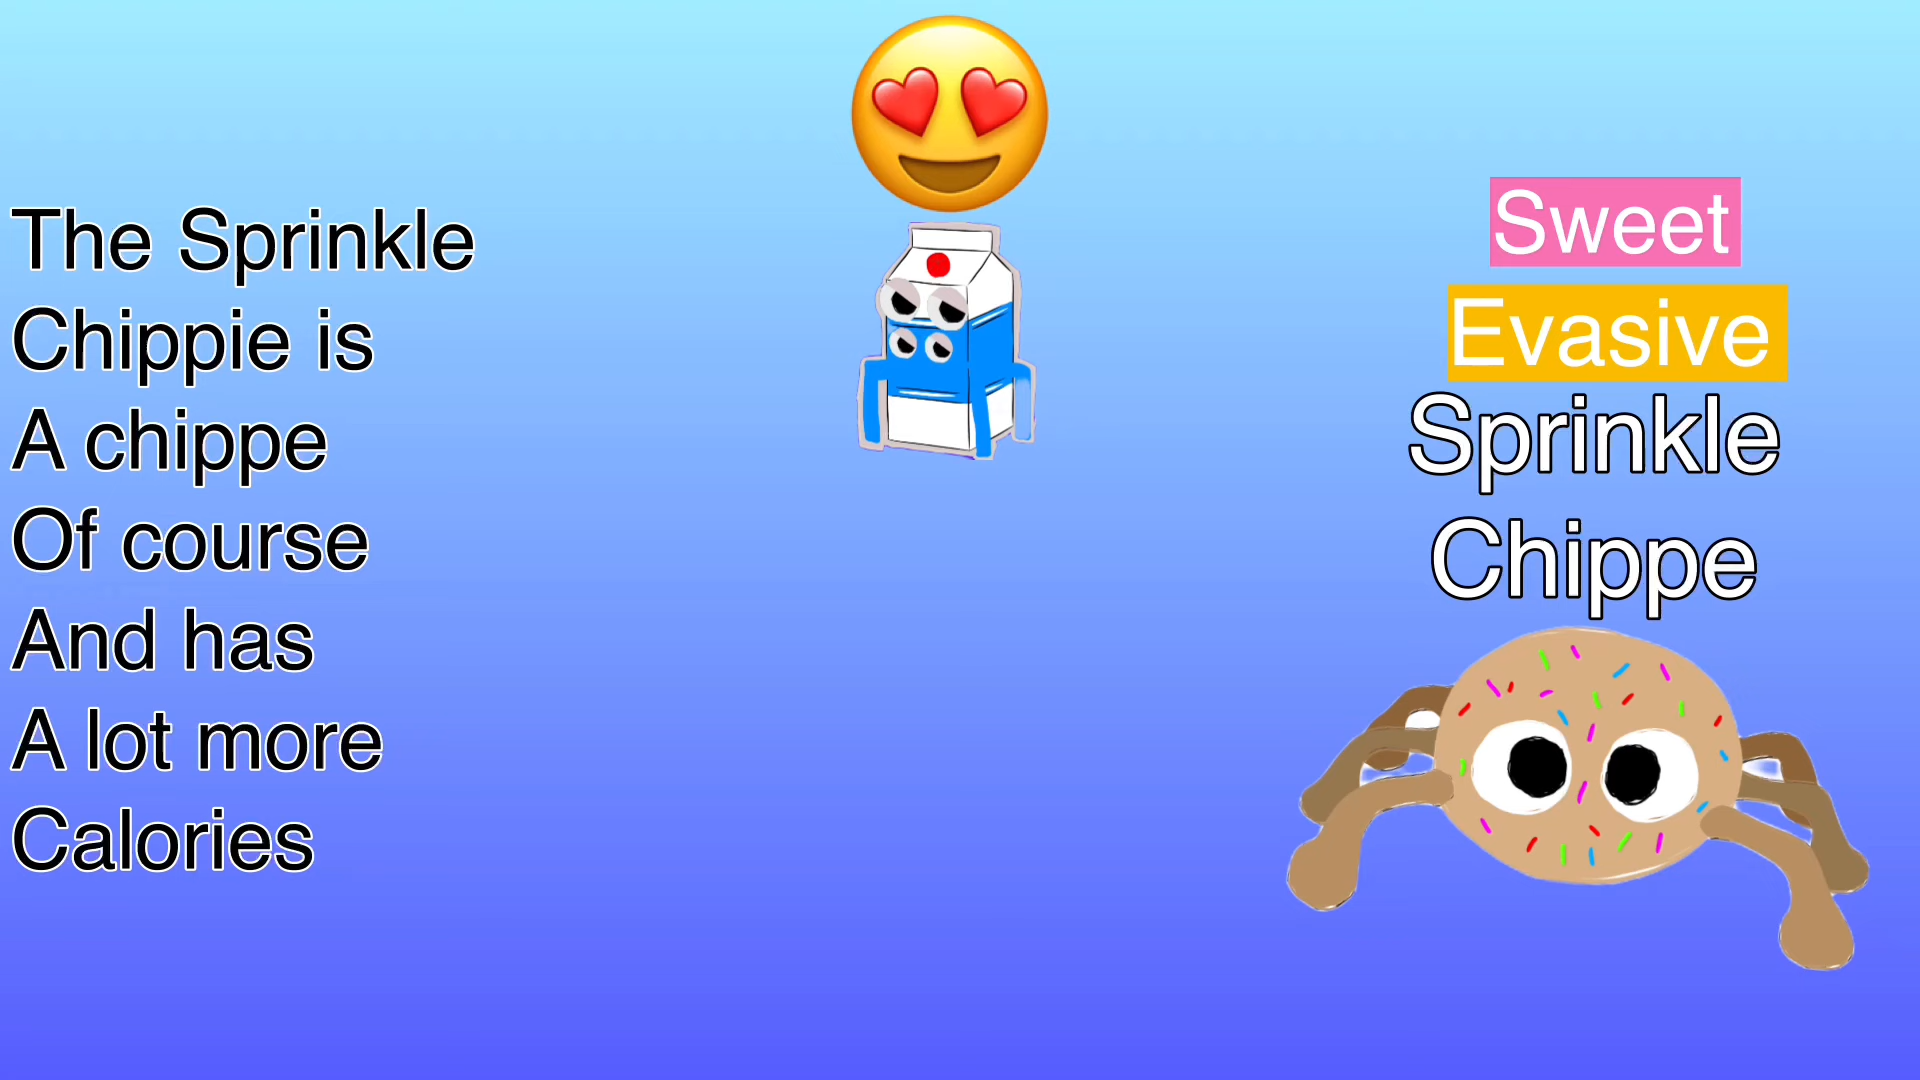 The Sprinkle
Chippie is
A chippe
Of course
And has
A lot more
Calories
Sweet
Evasive
Sprinkle
Chippe